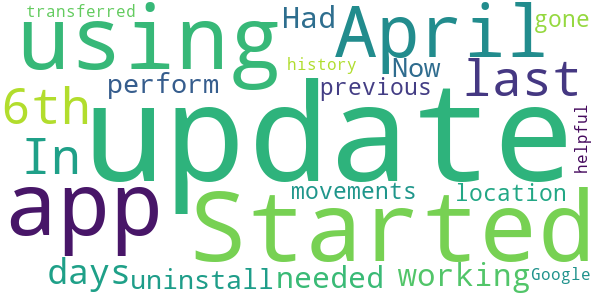 transferred
using
Had
April
gone
history
Now
last
perform
previous
6th
update
helpful
In
app
Started
movements
location
days
uninstall
needed
working
Google